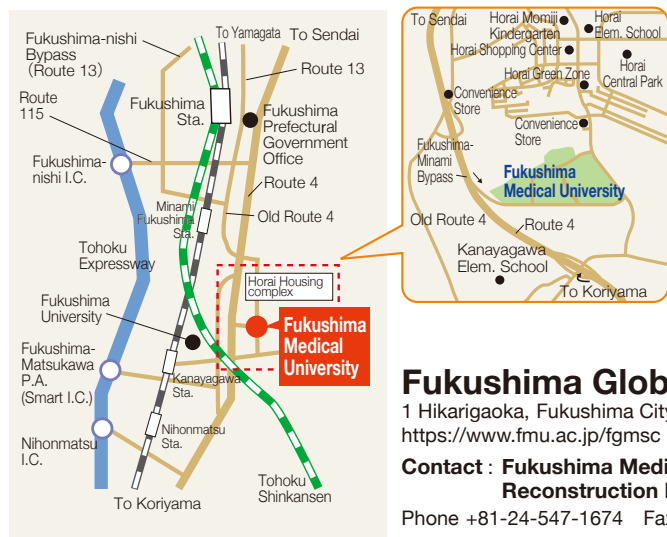 Fukushima-nishi
Bypass
(Route 13)
To Yamagata
To Sendai
Route 13
Route
115
Fukushima
Sta.
Fukushima
Prefectural
Government
Office
Fukushima-
nishi I.C.
Route 4
Minami
Fukushima
Sta.
Old Route 4
Tohoku
Expressway
Horai Housing
complex
Fukushima
University
Fukushima
Medical
University
Fukushima-
Matsukawa
P.A.
(Smart I.C.)
Kanayagawa
Sta.
Nihonmatsu
Sta.
Nihonmatsu
I.C.
Tohoku
Shinkansen
To Koriyama
To Sendai
Horai Momiji
Kindergarten
Horai
Elem. School
Horai Shopping Center
Horai
Central Park
Horai Green Zone
Convenience
Store
Convenience
Store
Fukushima-
Minami
Bypass
Fukushima
Medical University
Old Route 4
Route 4
Kanayagawa
Elem. School
To Koriyama
Fukushima Glob
1 Hikarigaoka, Fukushima City
https://www.fmu.ac.jp/fgmsc
Contact : Fukushima Medi
Reconstruction
Phone +81-24-547-1674 Fa